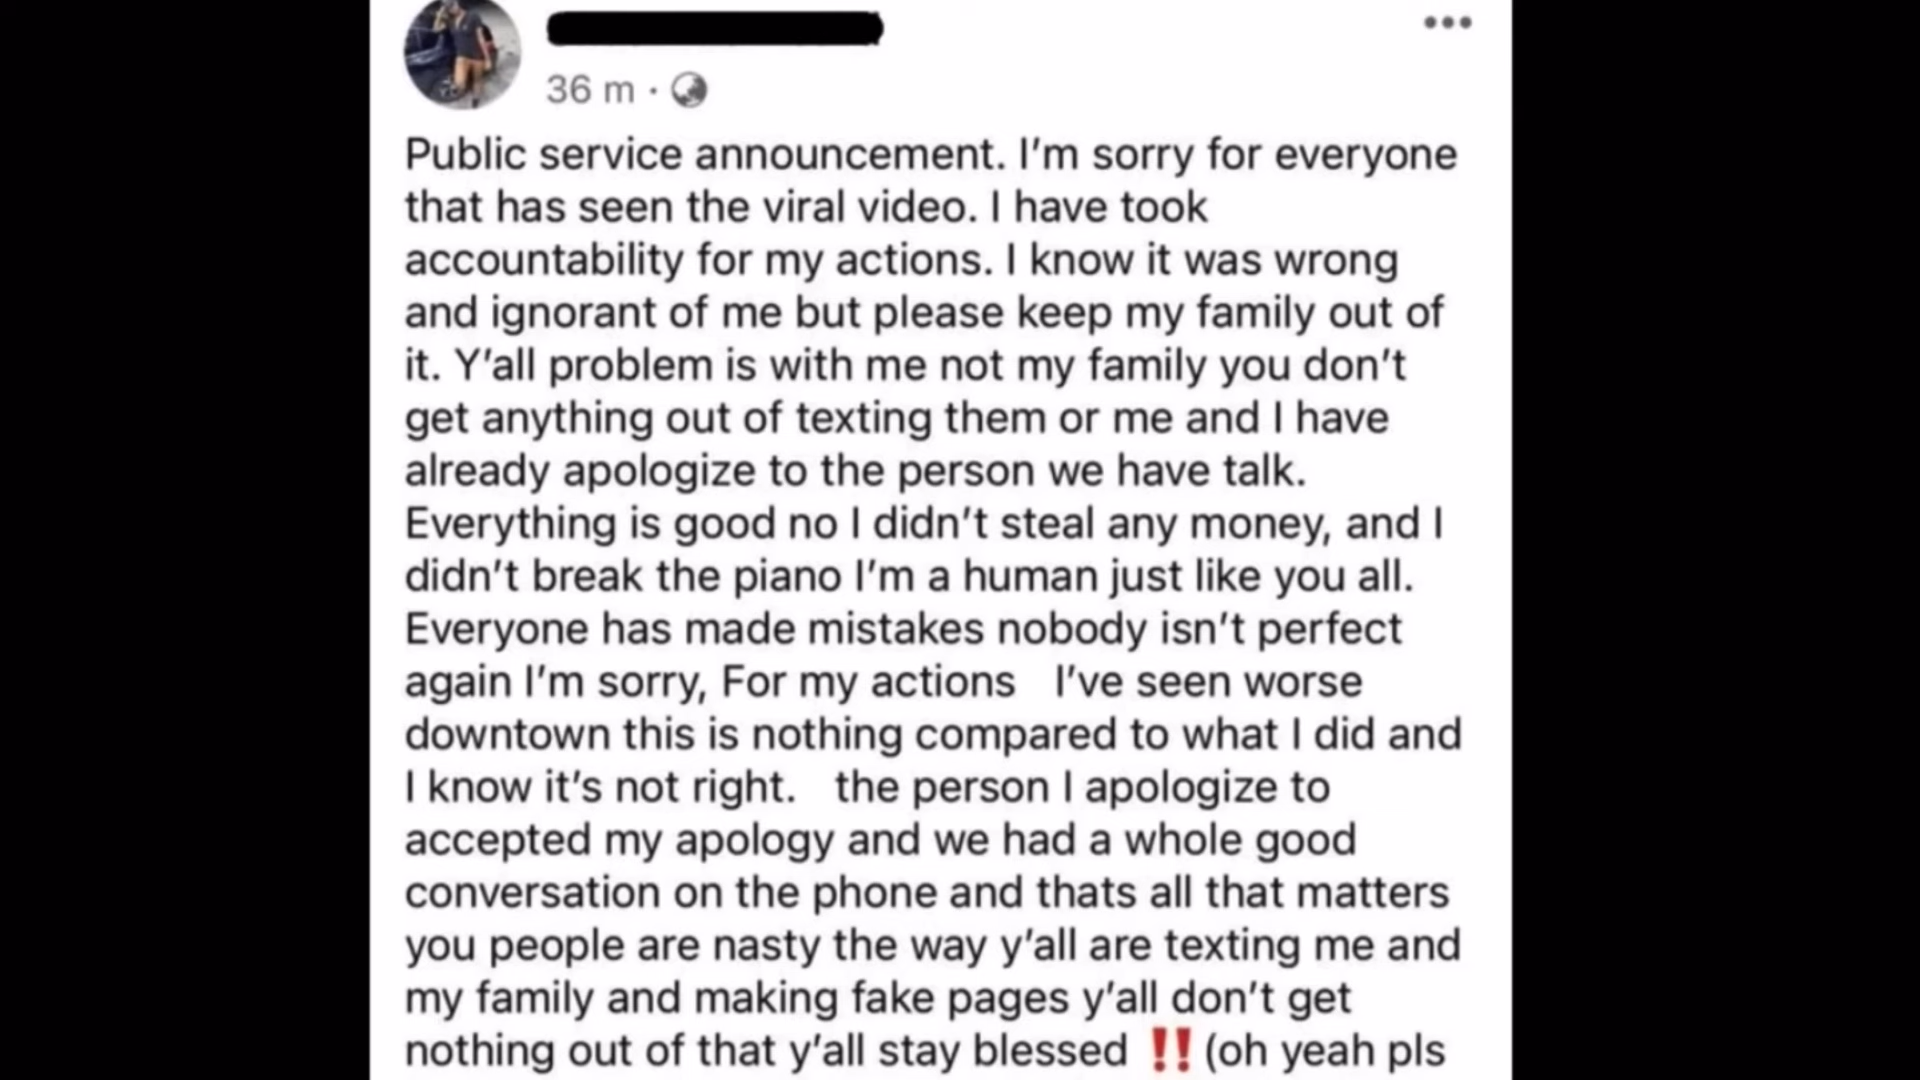 36 m ·
Public service announcement. I'm sorry for everyone
that has seen the viral video. I have took
accountability for my actions. I know it was wrong
and ignorant of me but please keep my family out of
it. Y'all problem is with me not my family you don't
get anything out of texting them or me and I have
already apologize to the person we have talk.
Everything is good no I didn't steal any money, and I
didn't break the piano I'm a human just like you all.
Everyone has made mistakes nobody isn't perfect
again I'm sorry, For my actions I've seen worse
downtown this is nothing compared to what I did and
I know it's not right. the person I apologize to
accepted my apology and we had a whole good
conversation on the phone and thats all that matters
you people are nasty the way y'all are texting me and
my family and making fake pages y'all don't get
nothing out of that y'all stay blessed ‼️ (oh yeah pls